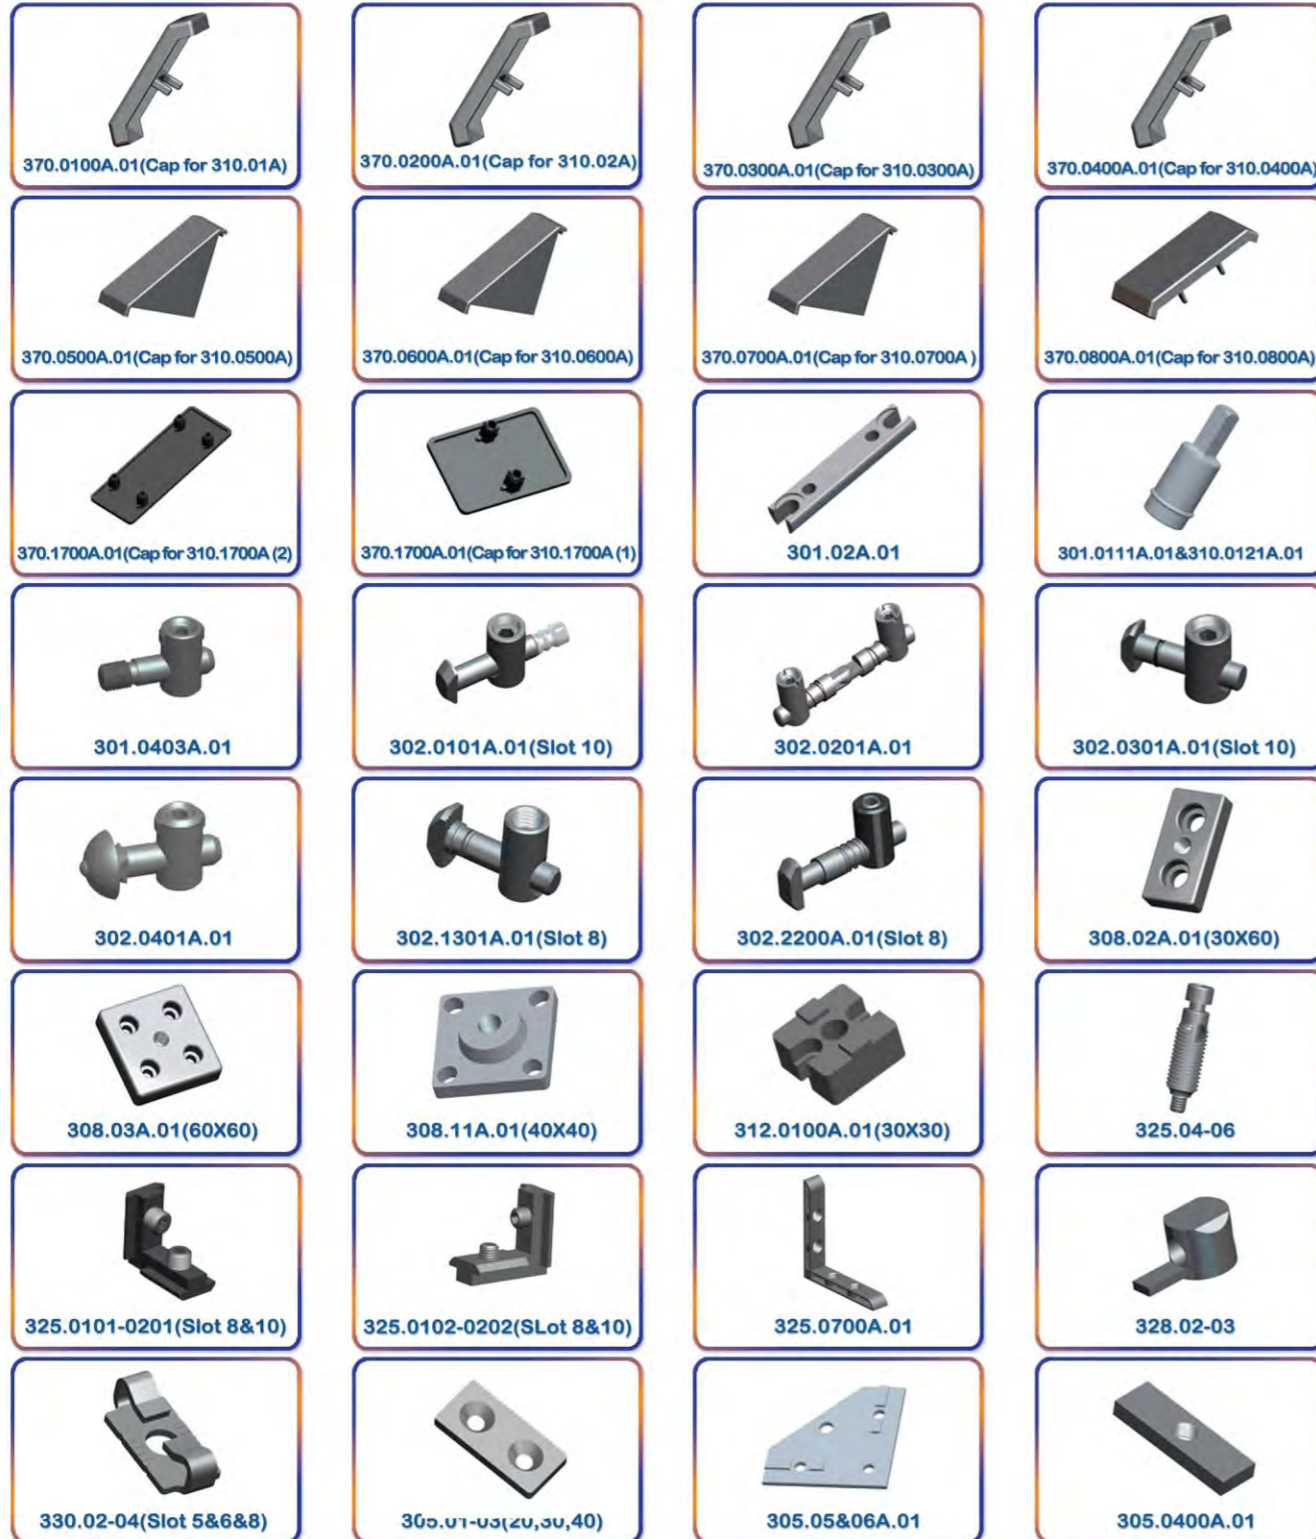 370.0100A.01(Cap for 310.01A)
370.0200A.01(Cap for 310.02A)
370.0300A.01(Cap for 310.0300A)
370.0400A.01(Cap for 310.0400A)
370.0500A.01(Cap for 310.0500A)
370.0600A.01(Cap for 310.0600A)
370.0700A.01(Cap for 310.0700A )
370.0800A.01(Cap for 310.0800A)
370.1700A.01(Cap for 310.1700A (2)
370.1700A.01(Cap for 310.1700A (1)
301.02A.01
301.0111A.01&310.0121A.01
301.0403A.01
302.0101A.01(Slot 10)
302.0201A.01
302.0301A.01(Slot 10)
302.0401A.01
302.1301A.01(Slot 8)
302.2200A.01(Slot 8)
308.02A.01(30X60)
308.03A.01(60X60)
308.11A.01(40X40)
312.0100A.01(30X30)
325.04-06
325.0101-0201(Slot 8&10)
325.0102-0202(SLot 8&10)
325.0700A.01
328.02-03
330.02-04(Slot 5&6&8)
305.01-03(20,30,40)
305.05&06A.01
305.0400A.01